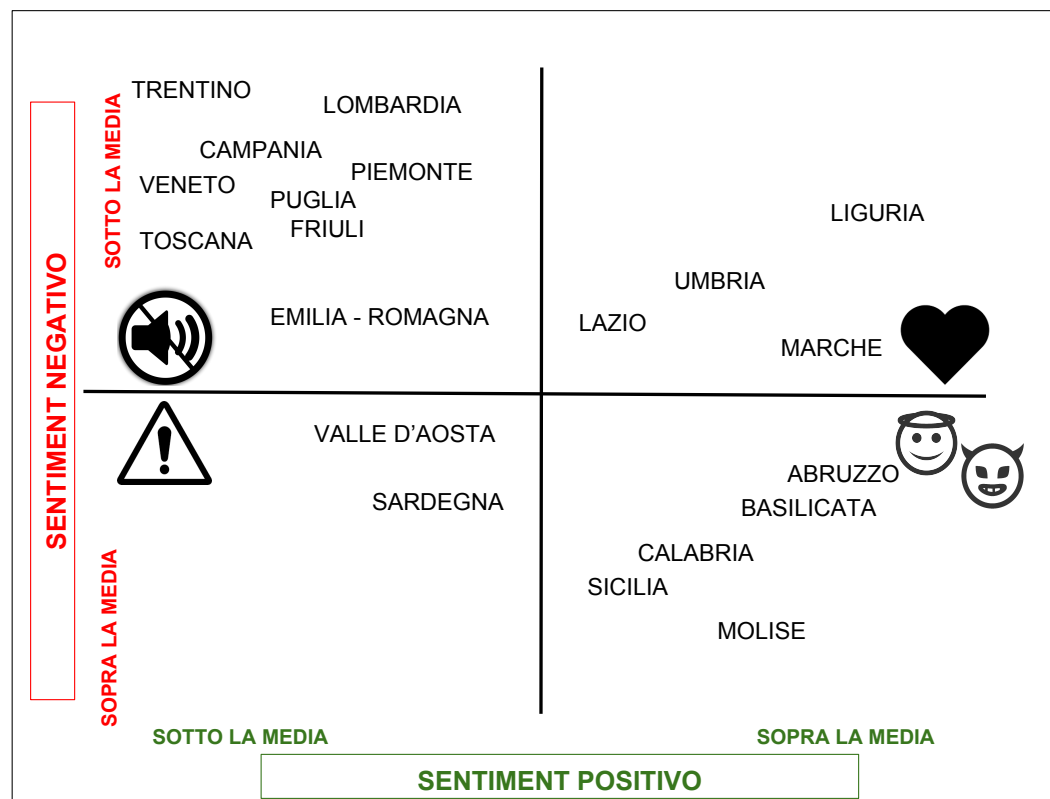 TRENTINO
LOMBARDIA
CAMPANIA
PIEMONTE
VENETO
PUGLIA
FRIULI
TOSCANA
EMILIA - ROMAGNA
LIGURIA
UMBRIA
LAZIO
MARCHE
VALLE D'AOSTA
SARDEGNA
ABRUZZO
BASILICATA
CALABRIA
SICILIA
MOLISE
SENTIMENT NEGATIVO
SOTTO LA MEDIA
SOPRA LA MEDIA
SOTTO LA MEDIA
SOPRA LA MEDIA
SENTIMENT POSITIVO